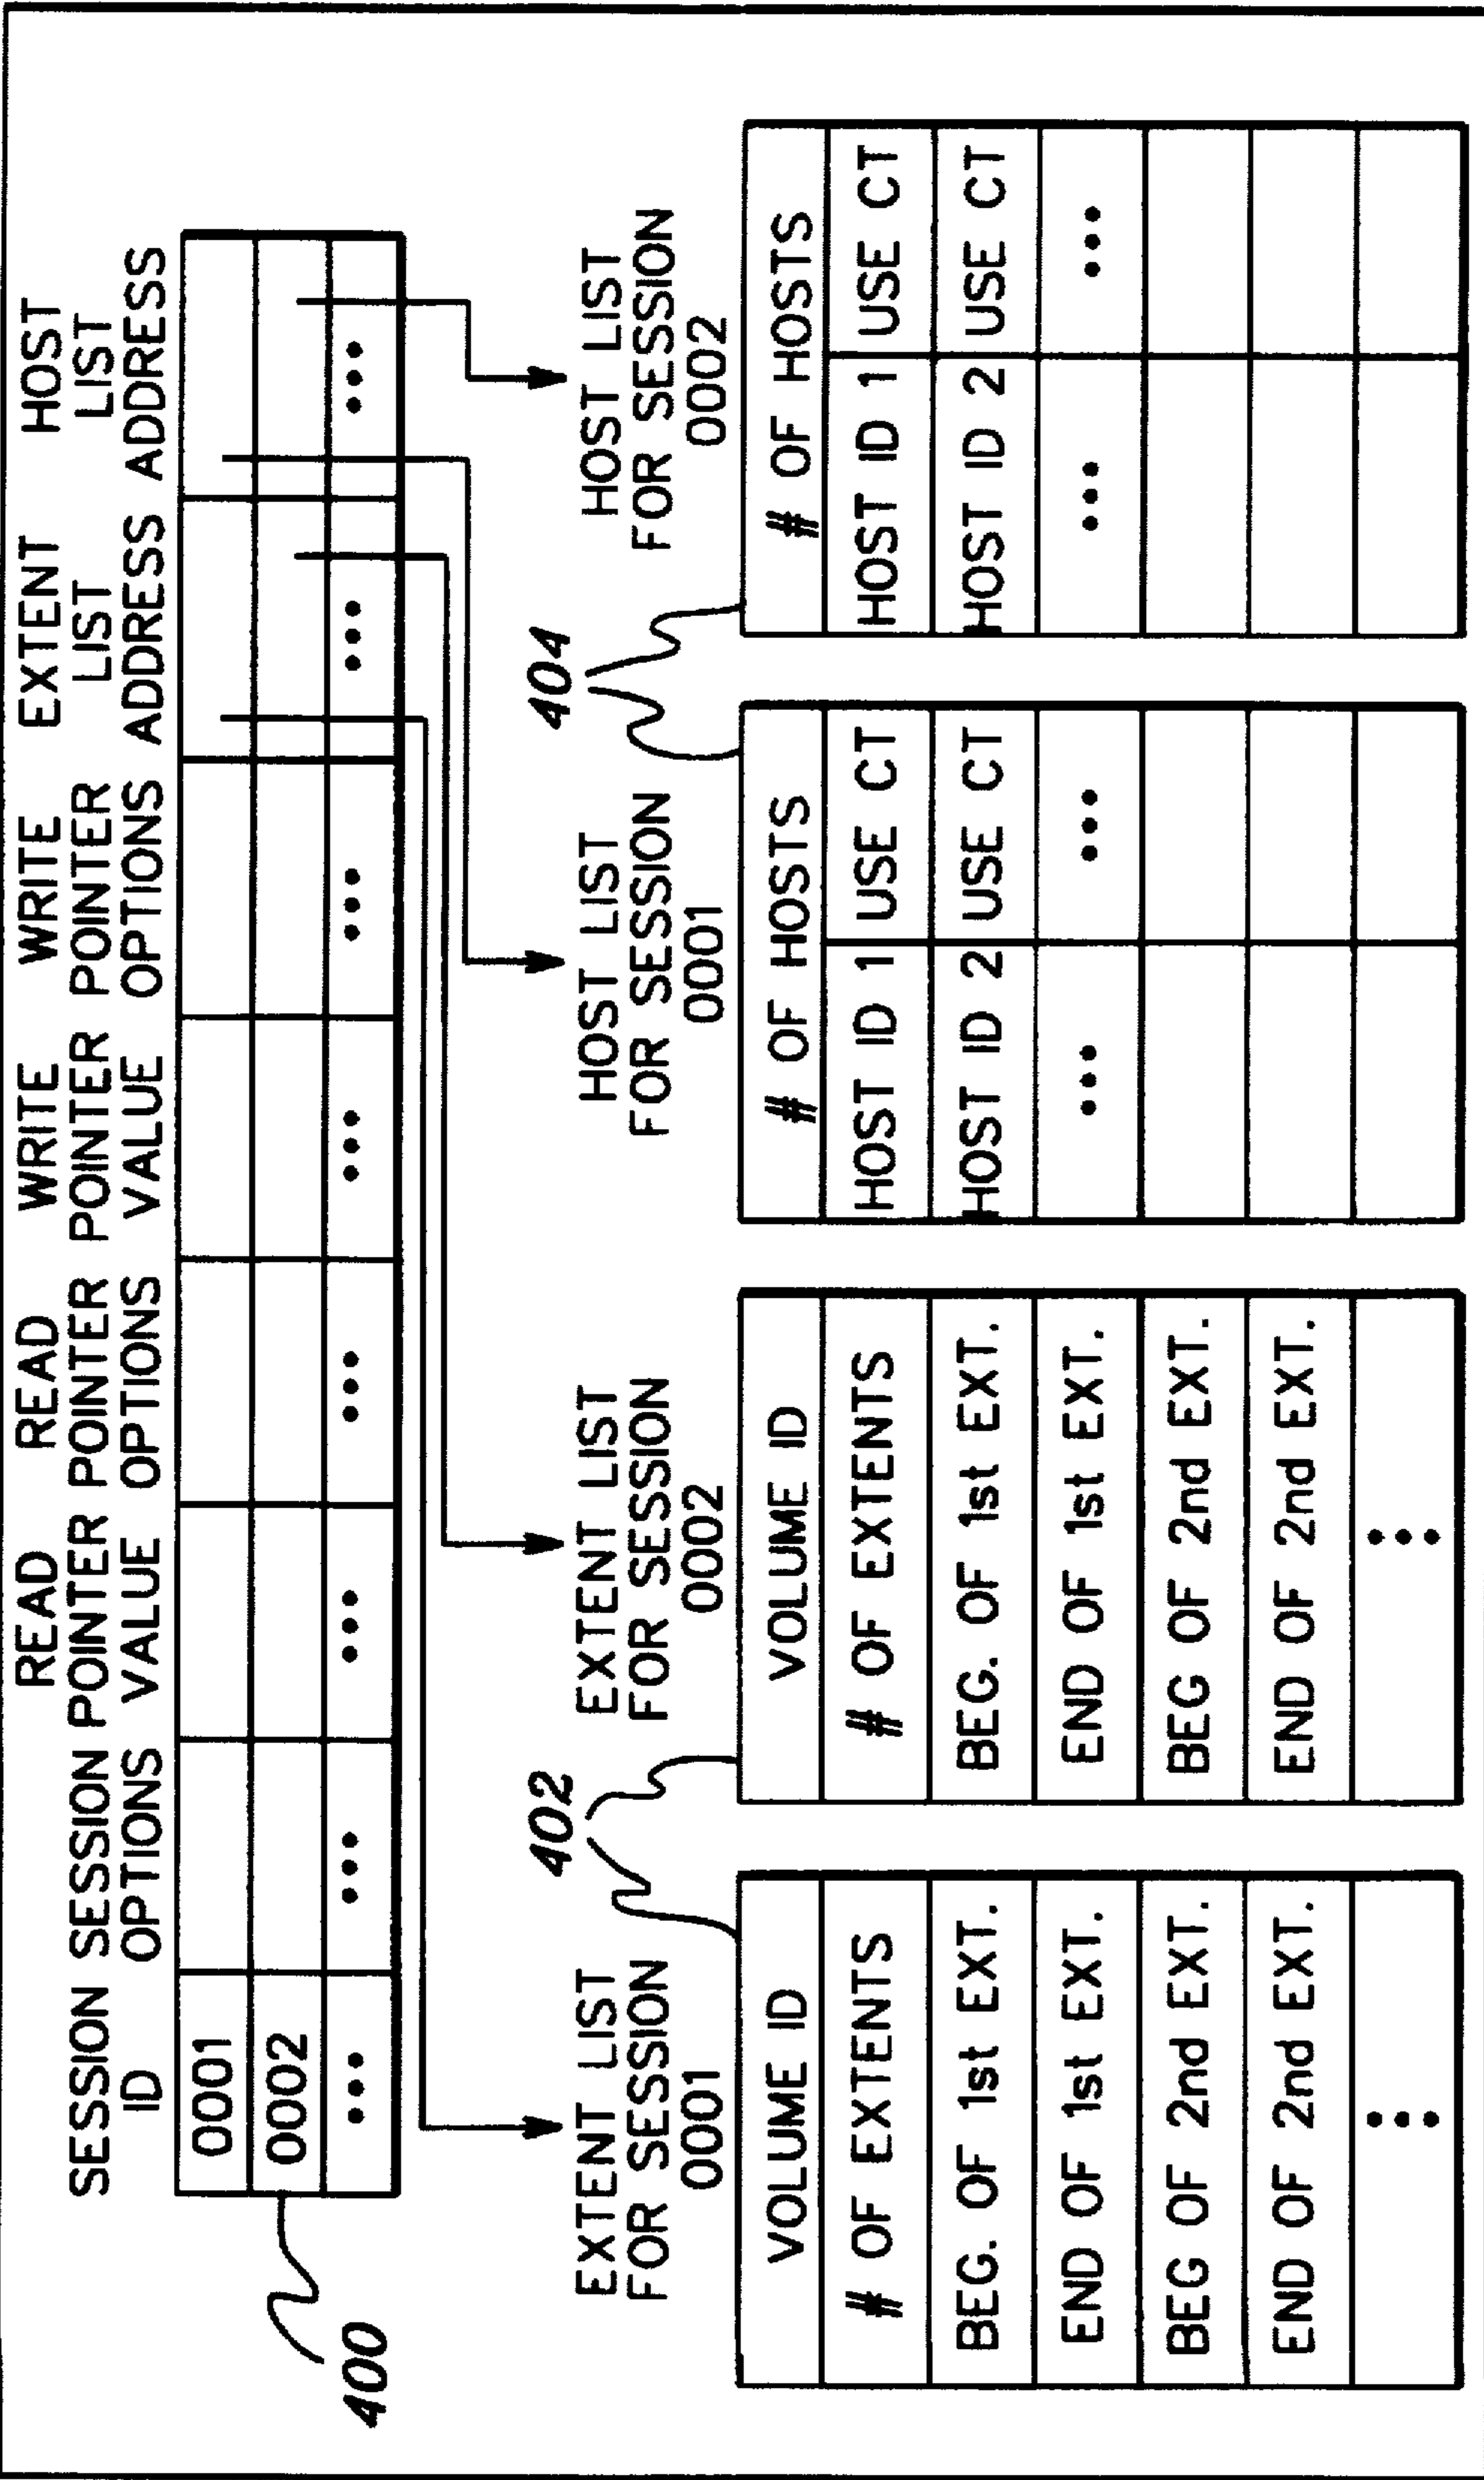 SESSION ID
SESSION OPTIONS
READ POINTER VALUE
READ POINTER OPTIONS
WRITE POINTER VALUE
WRITE POINTER OPTIONS
EXTENT LIST ADDRESS
HOST LIST ADDRESS
0001
0002
••• ••• ••• ••• ••• ••• ••• •••
400
EXTENT LIST
FOR SESSION
0001
402
VOLUME ID
# OF EXTENTS
BEG. OF 1st EXT.
END OF 1st EXT.
BEG OF 2nd EXT.
END OF 2nd EXT.
•••
EXTENT LIST
FOR SESSION
0002
VOLUME ID
# OF EXTENTS
BEG. OF 1st EXT.
END OF 1st EXT.
BEG OF 2nd EXT.
END OF 2nd EXT.
•••
HOST LIST
FOR SESSION
0001
404
# OF HOSTS
HOST ID 1 USE CT
HOST ID 2 USE CT
••• •••
HOST LIST
FOR SESSION
0002
# OF HOSTS
HOST ID 1 USE CT
HOST ID 2 USE CT
••• •••